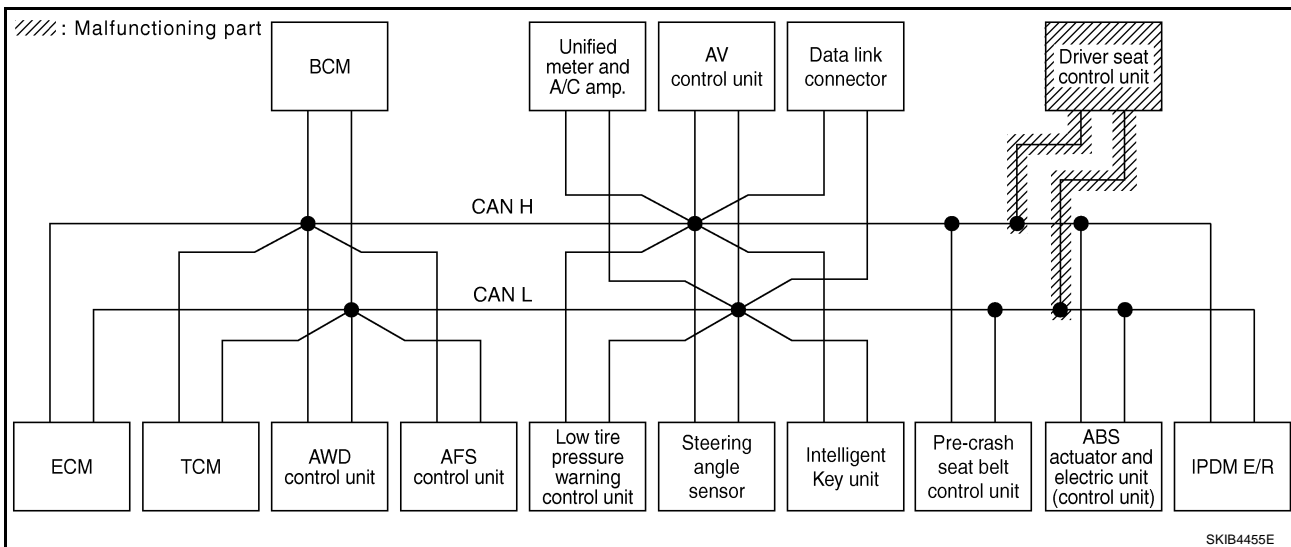 : Malfunctioning part
BCM
Unified
meter and
A/C amp.
AV
control unit
Data link
connector
Driver seat
control unit
CAN H
CAN L
ECM
TCM
AWD
control unit
AFS
control unit
Low tire
pressure
warning
control unit
Steering
angle
sensor
Intelligent
Key unit
Pre-crash
seat belt
control unit
ABS
actuator and
electric unit
(control unit)
IPDM E/R
SKIB4455E